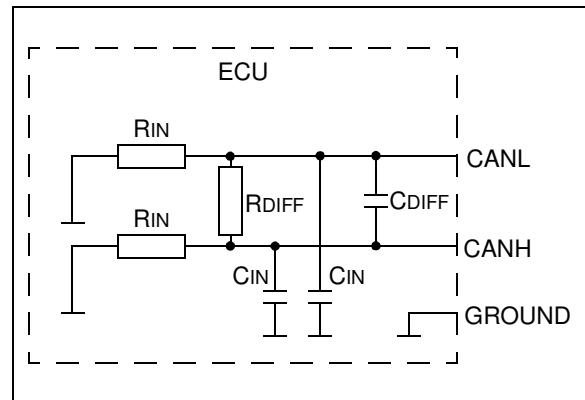 ECU
RIN
CANL
RDIFF
CDIFF
RIN
CANH
CIN
CIN
GROUND